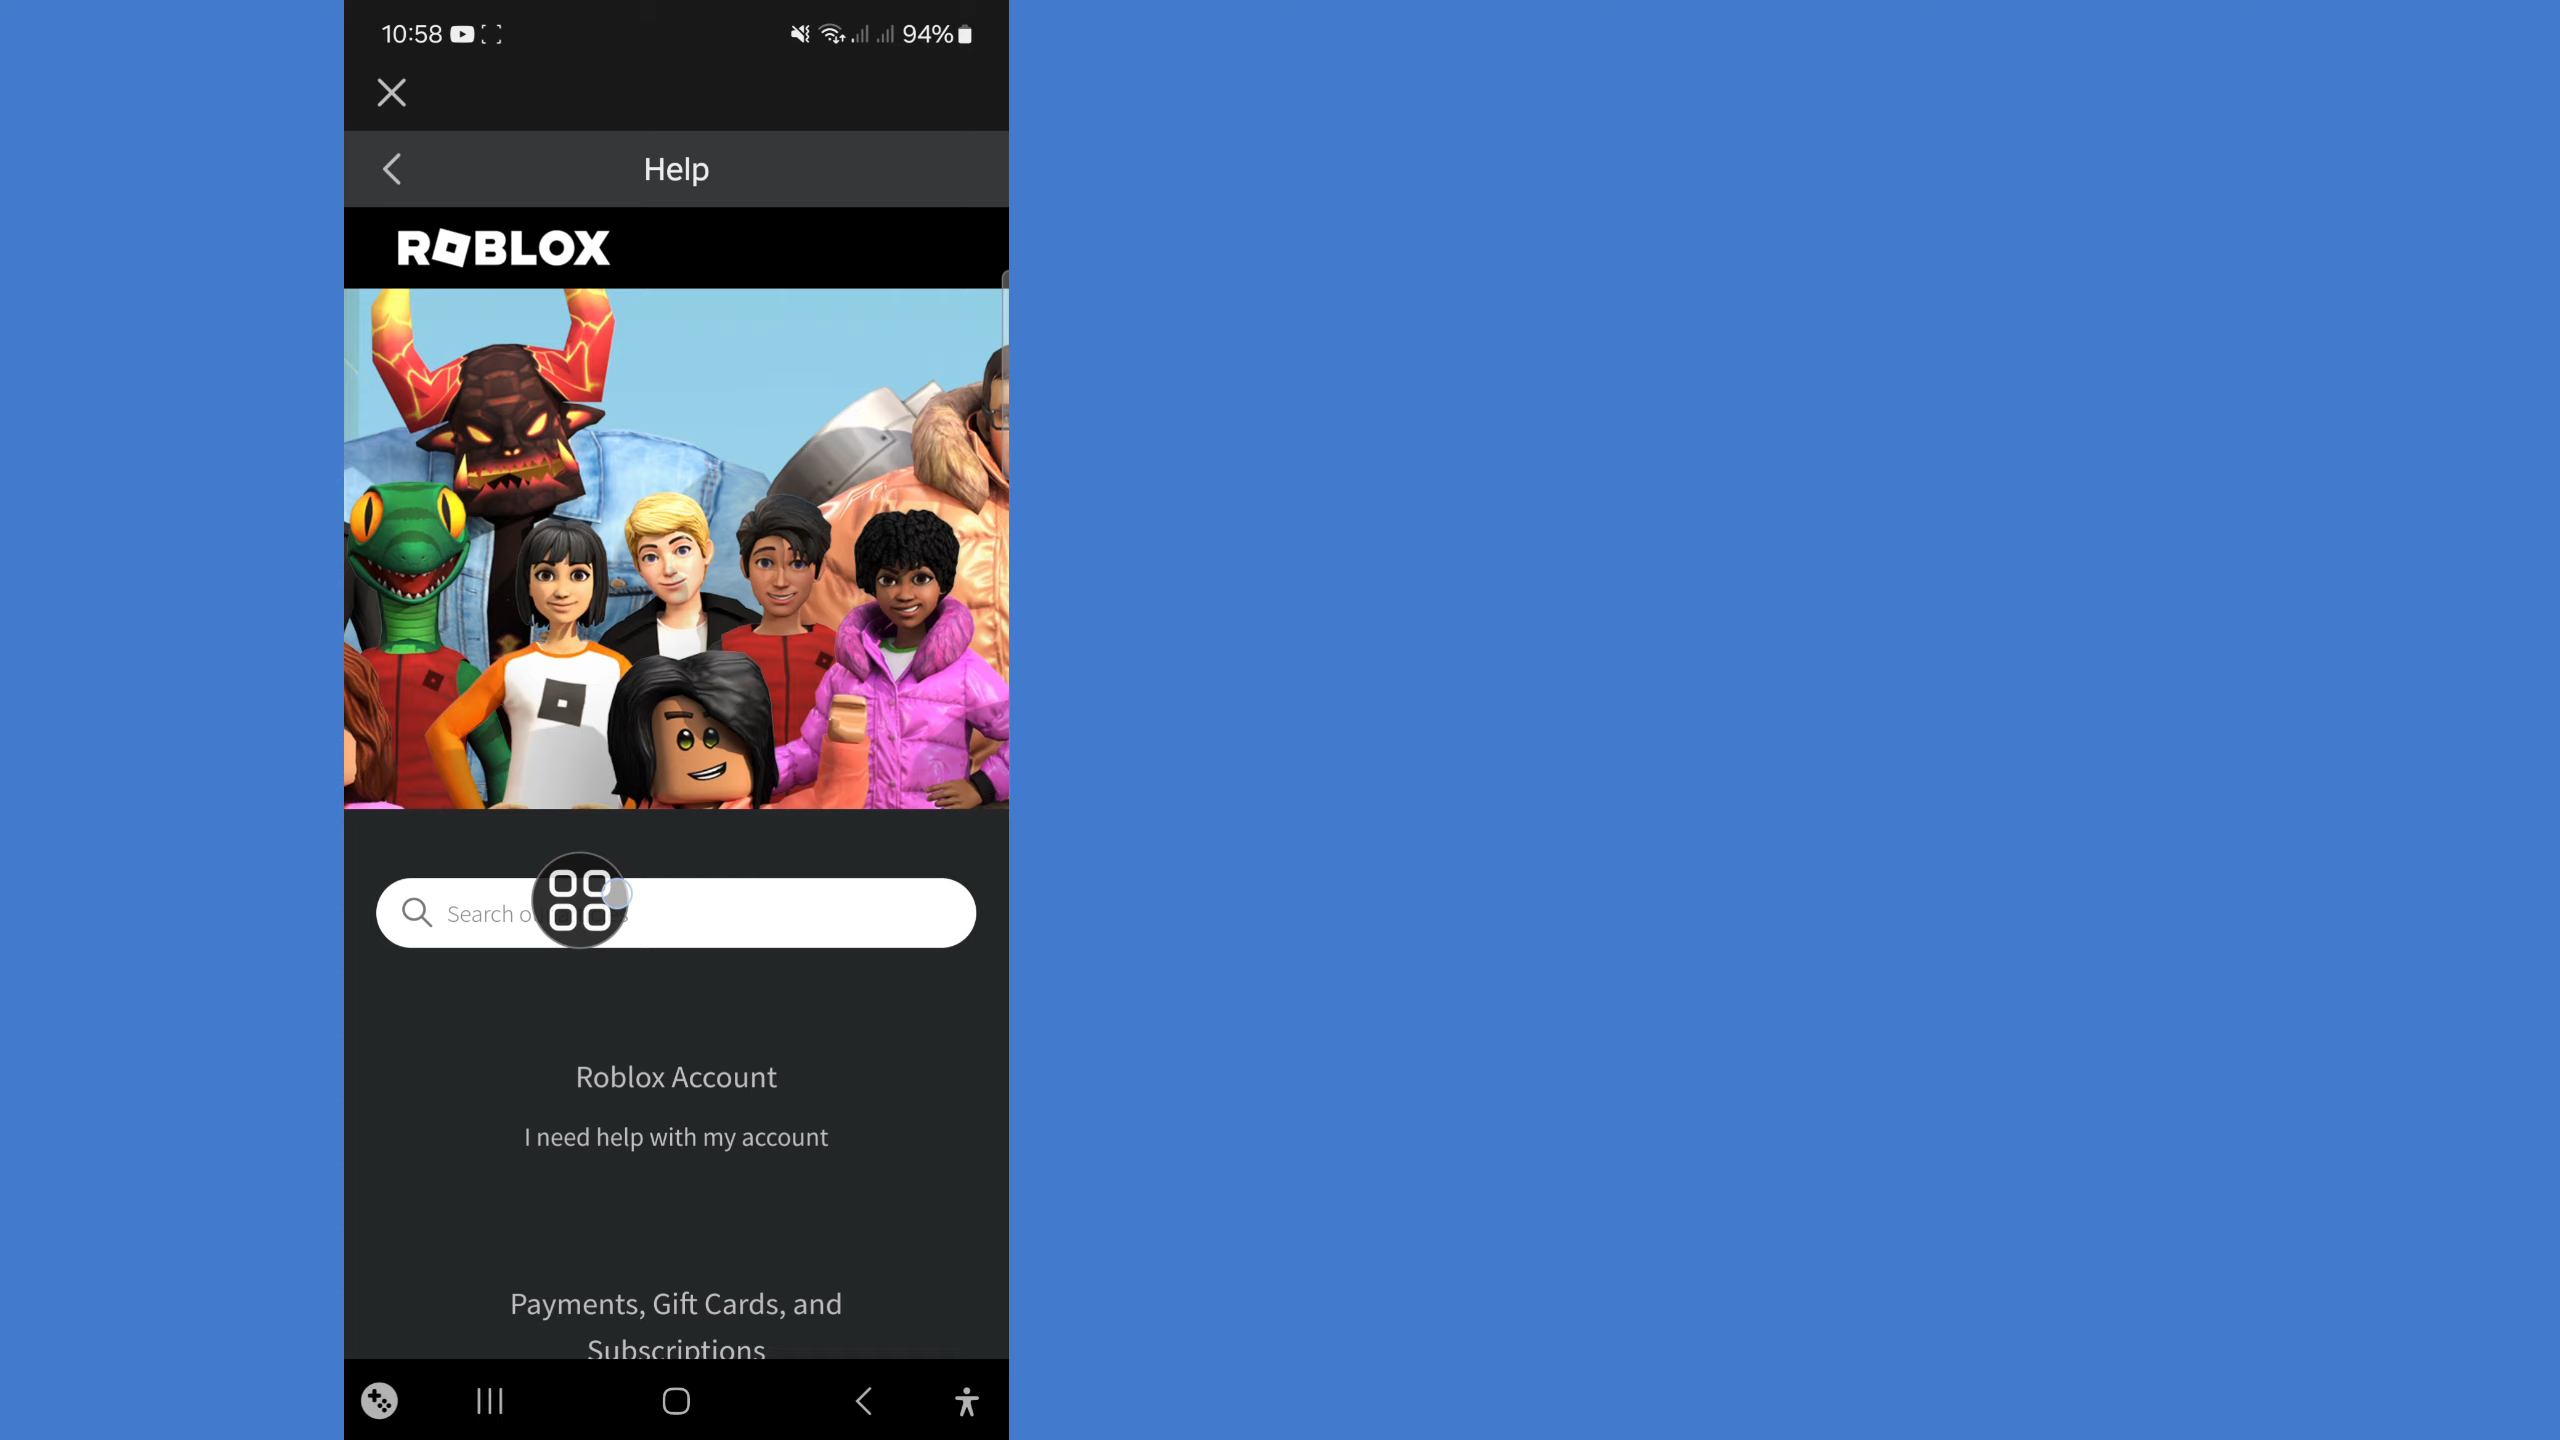 10:58
94%
Help
ROBLOX
Search
Roblox Account
I need help with my account
Payments, Gift Cards, and
Subscriptions